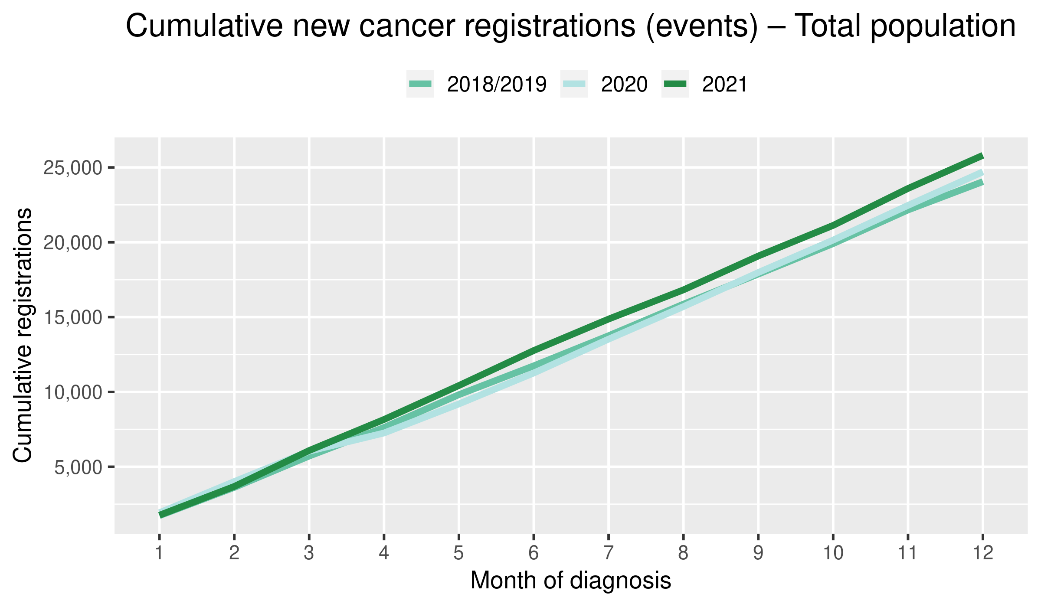 Cumulative new cancer registrations (events) – Total population
2018/2019 2020 2021
Cumulative registrations
25,000
20,000
15,000
10,000
5,000
1 2 3 4 5 6 7 8 9 10 11 12
Month of diagnosis